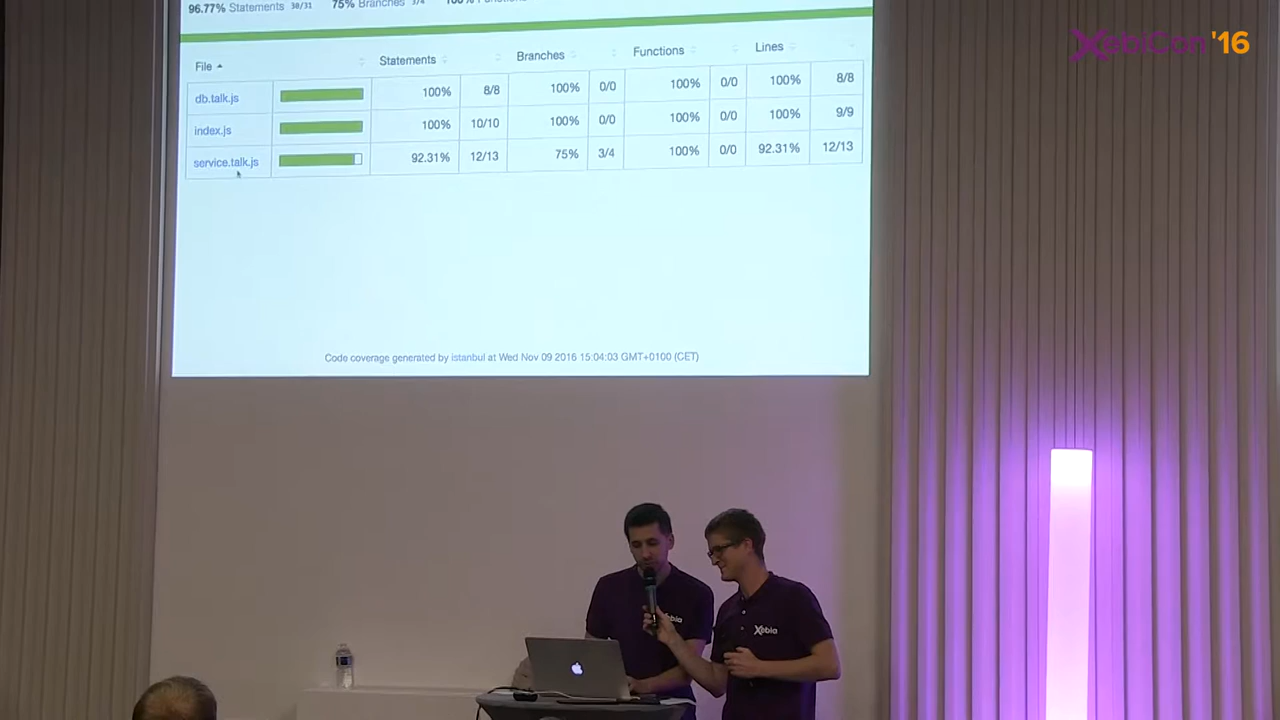 XebiCon '16
96.77% Statements 30/31 75% Branches 3/4 100% Functions
File Statements Branches Functions Lines
db.talk.js 100% 8/8 100% 0/0 100% 0/0 100% 8/8
index.js 100% 10/10 100% 0/0 100% 0/0 100% 9/9
service.talk.js 92.31% 12/13 75% 3/4 100% 0/0 92.31% 12/13
Code coverage generated by istanbul at Wed Nov 09 2016 15:04:03 GMT+0100 (CET)
Xebia
Xebia